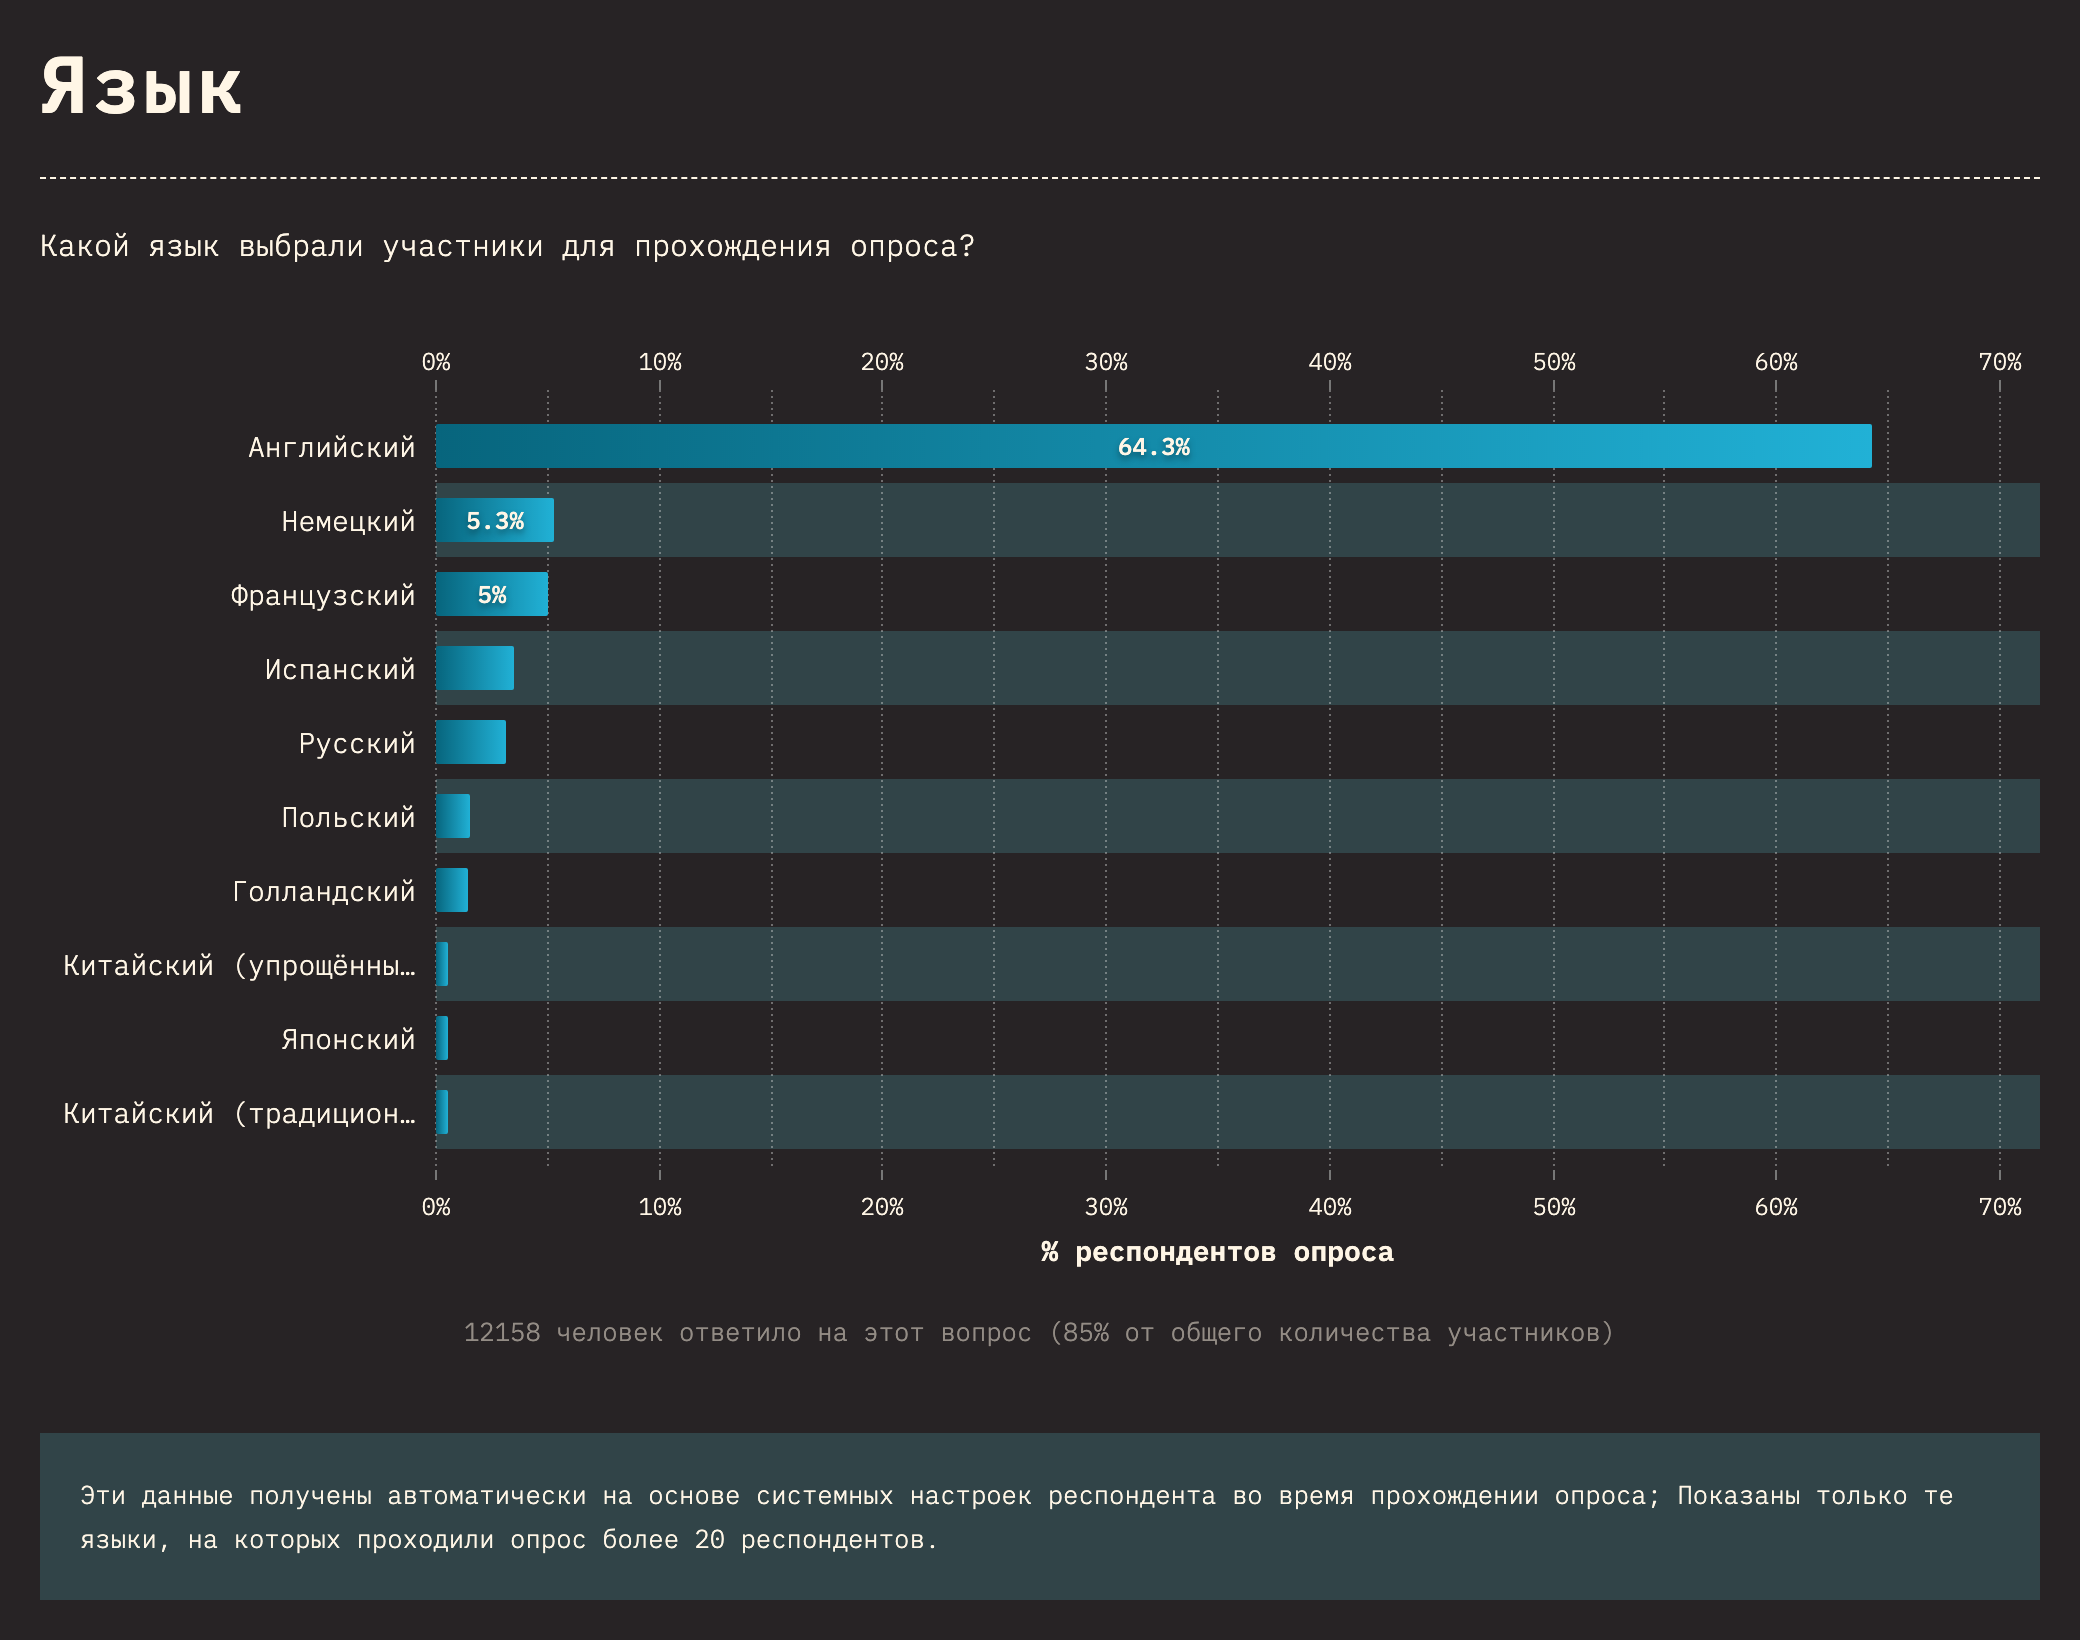 Язык
Какой язык выбрали участники для прохождения опроса?
0% 10% 20% 30% 40% 50% 60% 70%
Английский 64.3%
Немецкий 5.3%
Французский 5%
Испанский
Русский
Польский
Голландский
Китайский (упрощённы…
Японский
Китайский (традицион…
0% 10% 20% 30% 40% 50% 60% 70%
% респондентов опроса
12158 человек ответило на этот вопрос (85% от общего количества участников)
Эти данные получены автоматически на основе системных настроек респондента во время прохождении опроса; Показаны только те
языки, на которых проходили опрос более 20 респондентов.